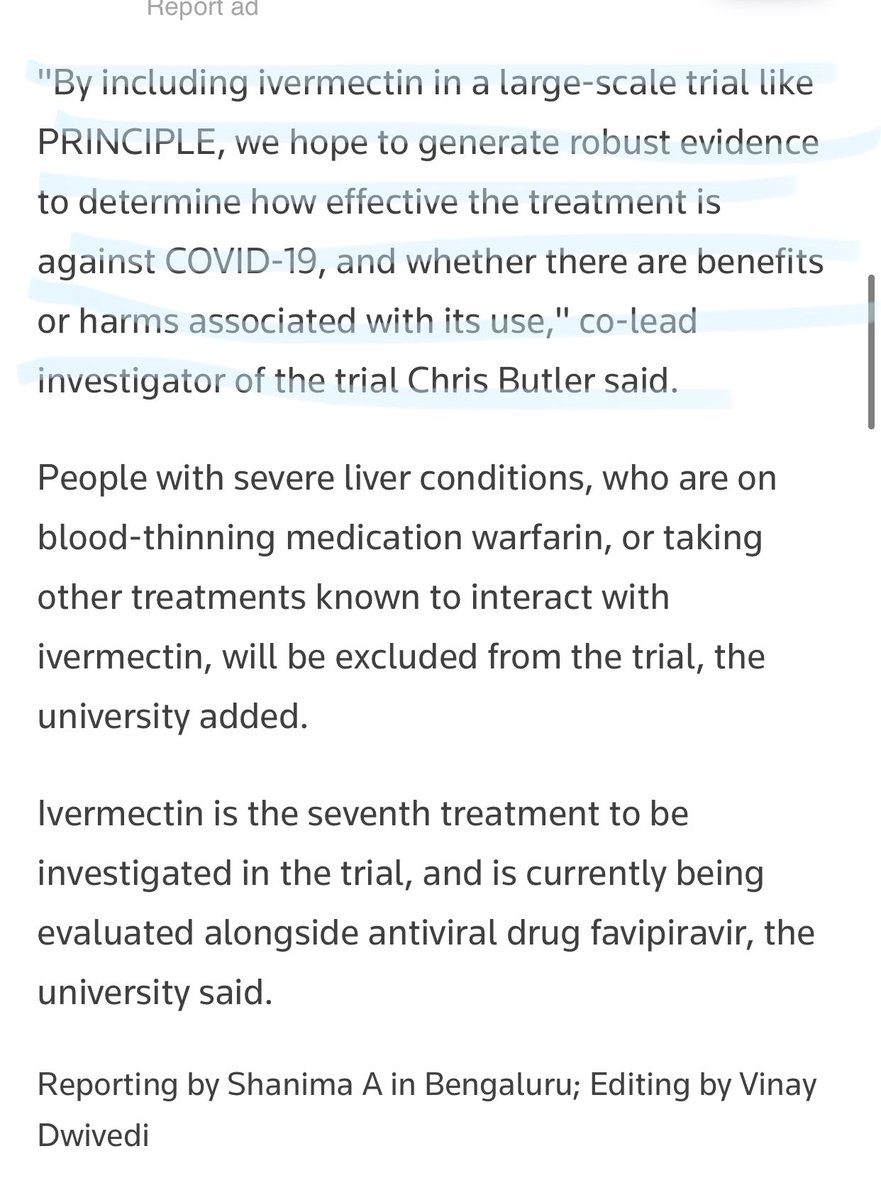 Report ad
"By including ivermectin in a large-scale trial like
PRINCIPLE, we hope to generate robust evidence
to determine how effective the treatment is
against COVID-19, and whether there are benefits
or harms associated with its use," co-lead
investigator of the trial Chris Butler said.
People with severe liver conditions, who are on
blood-thinning medication warfarin, or taking
other treatments known to interact with
ivermectin, will be excluded from the trial, the
university added.
Ivermectin is the seventh treatment to be
investigated in the trial, and is currently being
evaluated alongside antiviral drug favipiravir, the
university said.
Reporting by Shanima A in Bengaluru; Editing by Vinay
Dwivedi